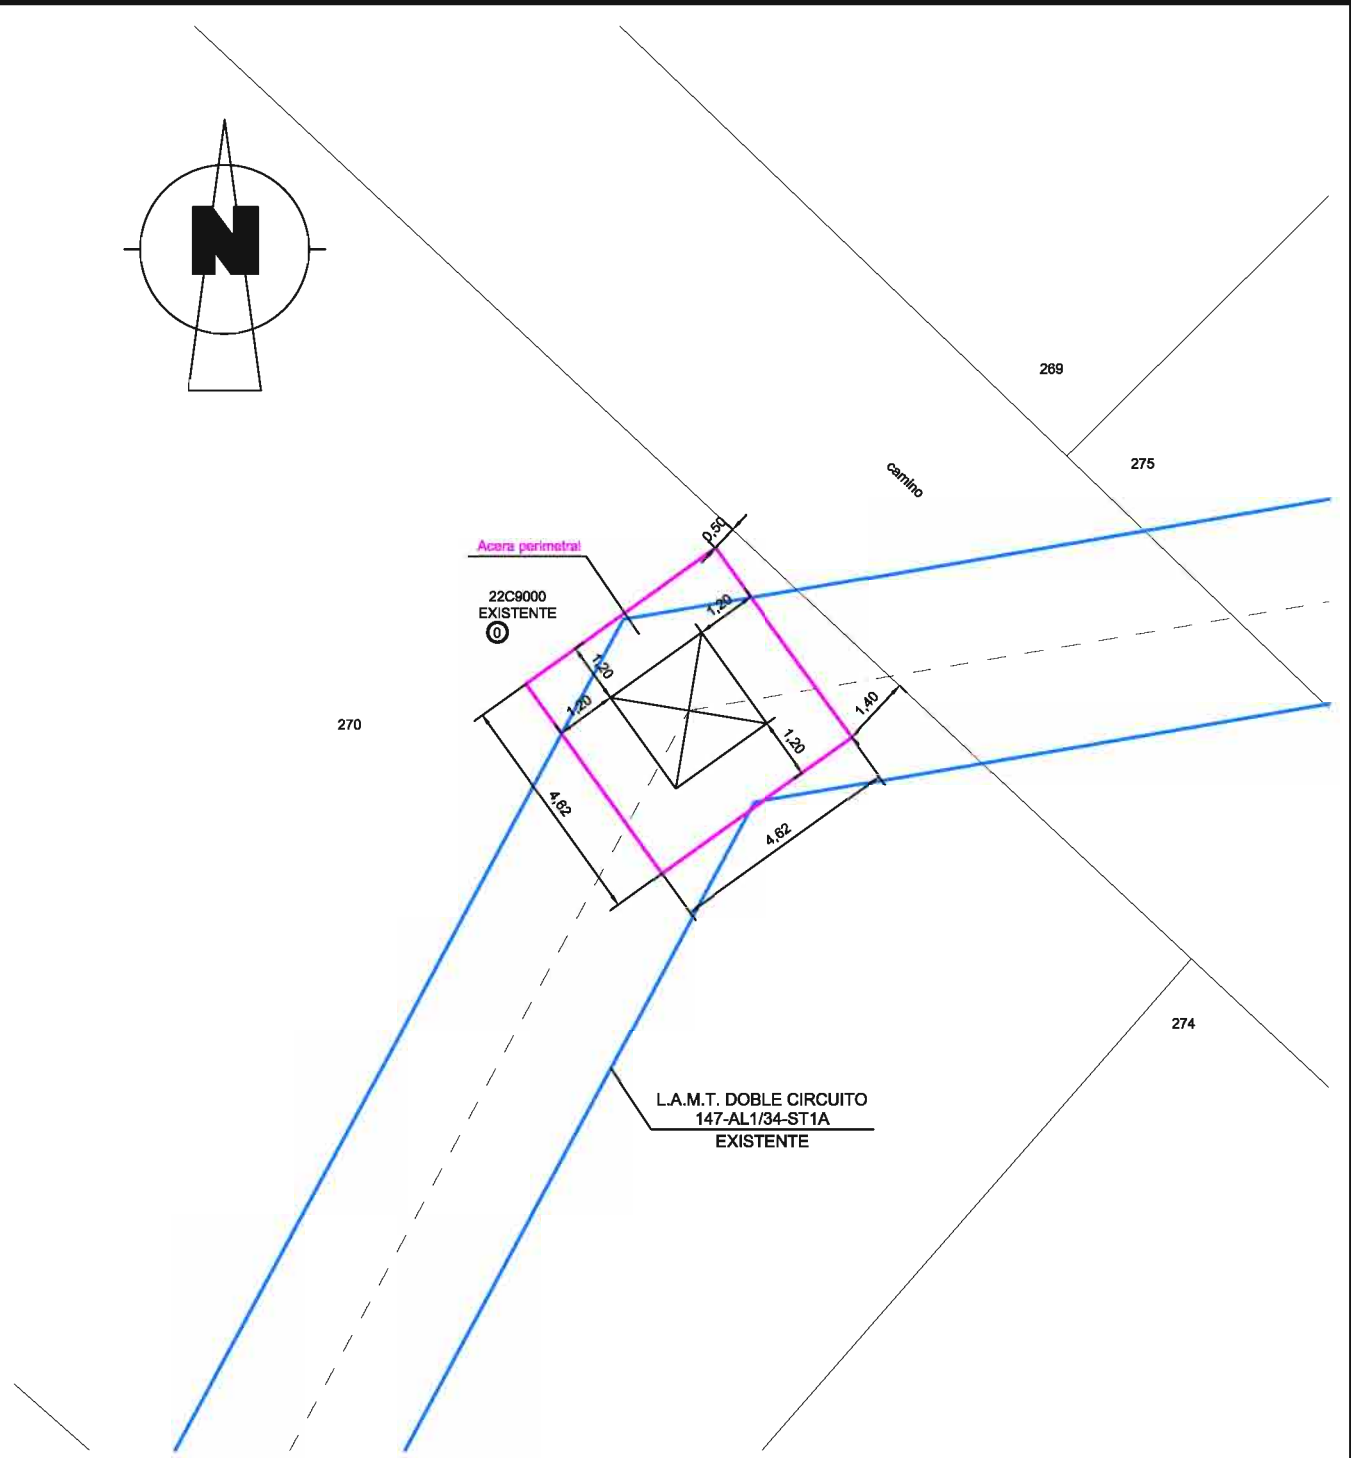 N
269
275
camino
0,50
Acera perimetral
22C9000
EXISTENTE
0
1,20
1,20
1,20
1,40
270
1,20
4,62
4,62
274
L.A.M.T. DOBLE CIRCUITO
147-AL1/34-ST1A
EXISTENTE